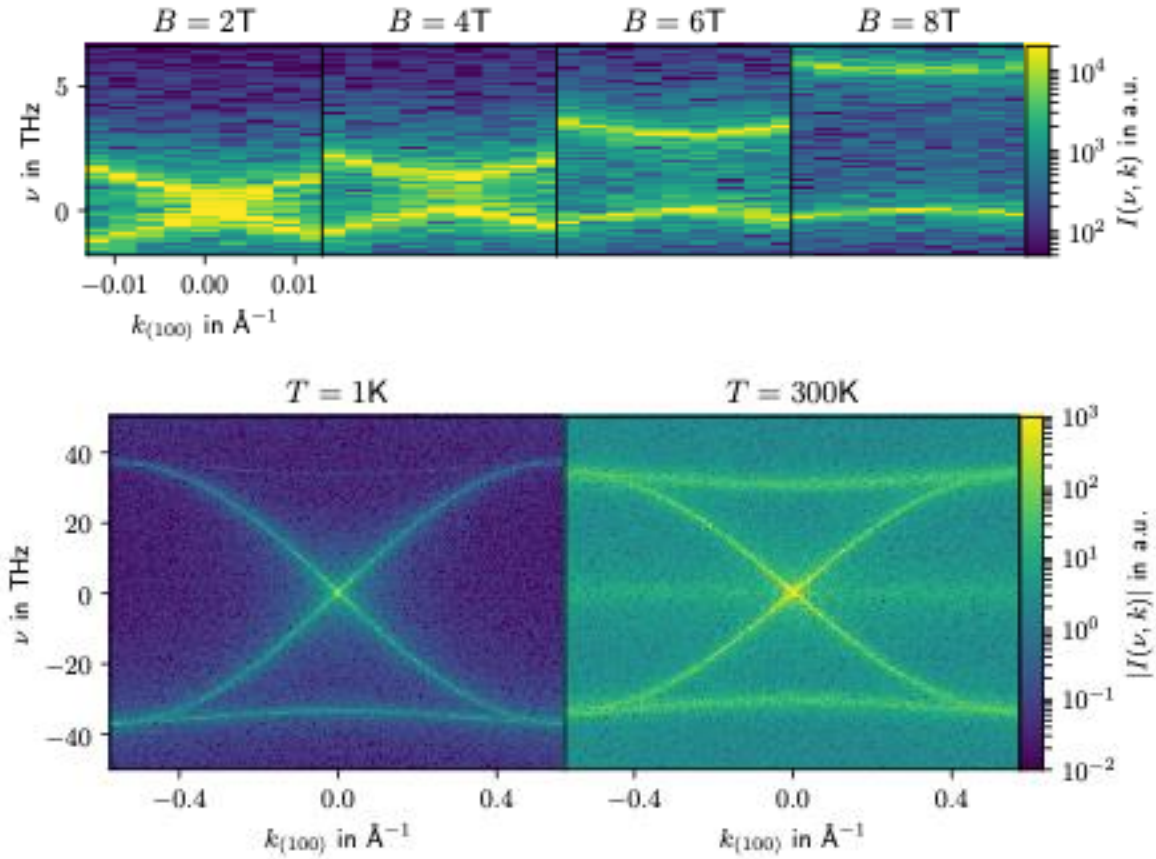 B = 2T B = 4T B = 6T B = 8T
5
0
ν in THz
−0.01 0.00 0.01
k(100) in Å⁻¹
10⁴
10³
10²
I(ν, k) in a.u.
T = 1K T = 300K
40
20
0
−20
−40
ν in THz
−0.4 0.0 0.4 −0.4 0.0 0.4
k(100) in Å⁻¹ k(100) in Å⁻¹
10³
10²
10¹
10⁰
10⁻¹
10⁻²
|I(ν, k)| in a.u.